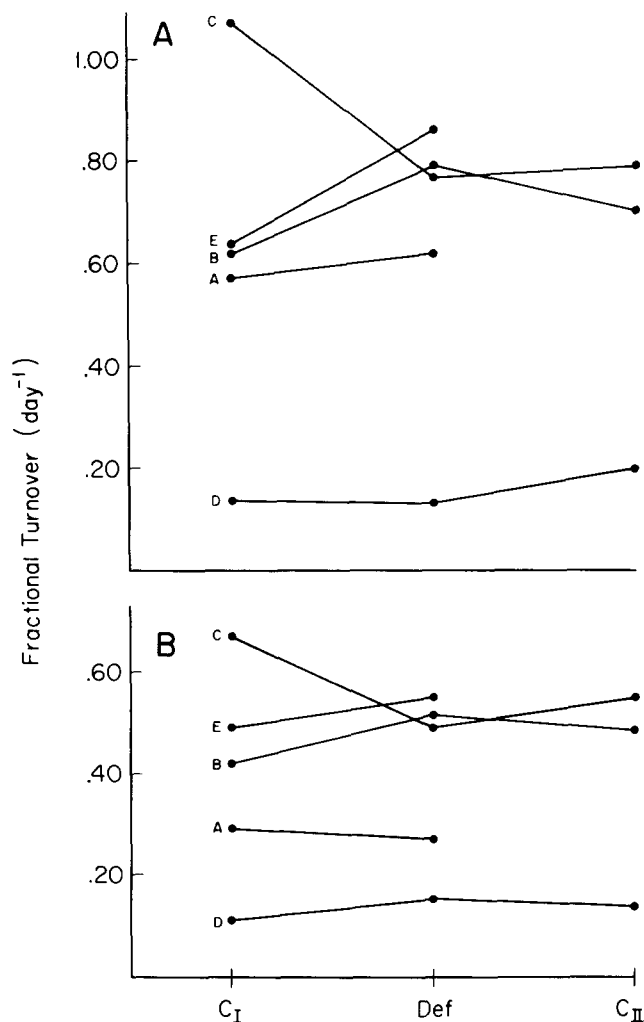 A
1.00
.80
.60
.40
.20
C
E
B
A
D
Fractional Turnover (day⁻¹)
B
.60
.40
.20
C
E
B
A
D
C_I Def C_II